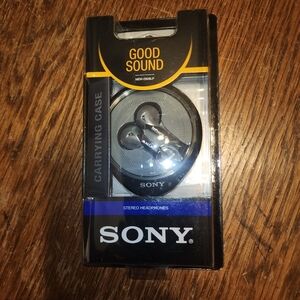 GOOD
SOUND
CARRYING CASE
SONY
STEREO HEADPHONES
SONY